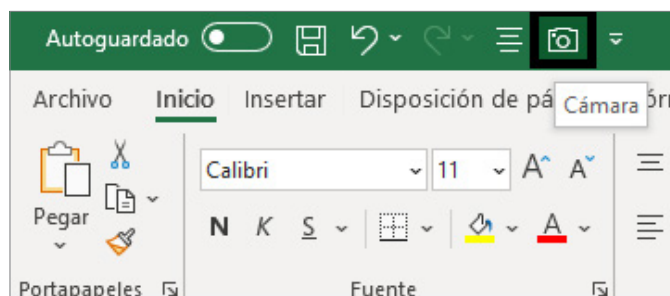 Autoguardado
Archivo Inicio Insertar Disposición de pá
Cámara
Calibri 11 A A
Pegar
N K S A
Portapapeles Fuente